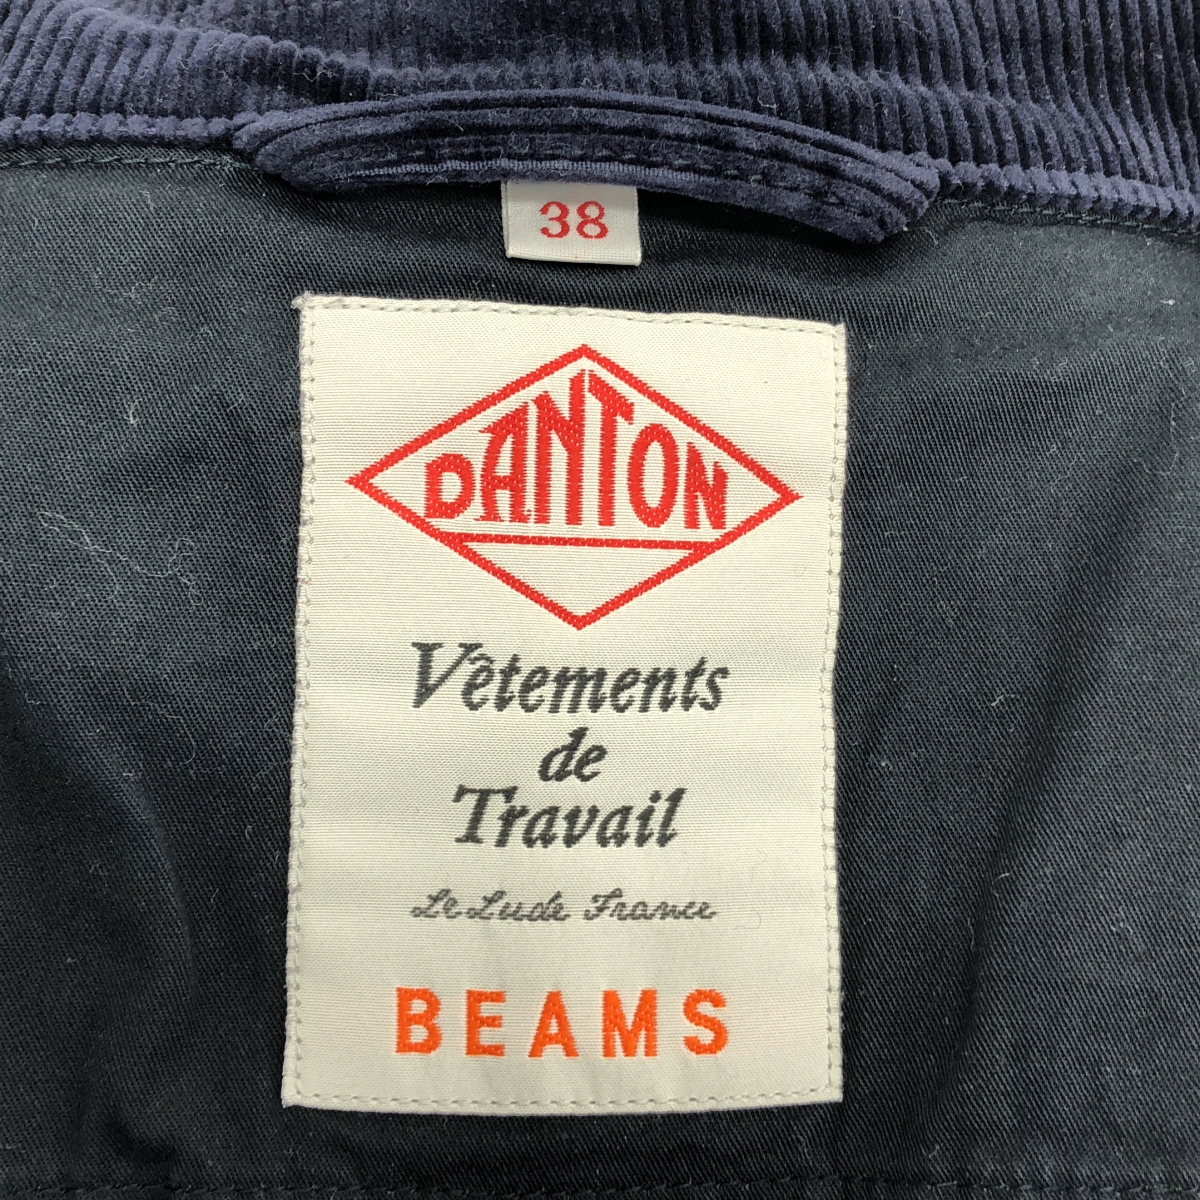 38
DANTON
Vêtements
de
Travail
Le Lude France
BEAMS